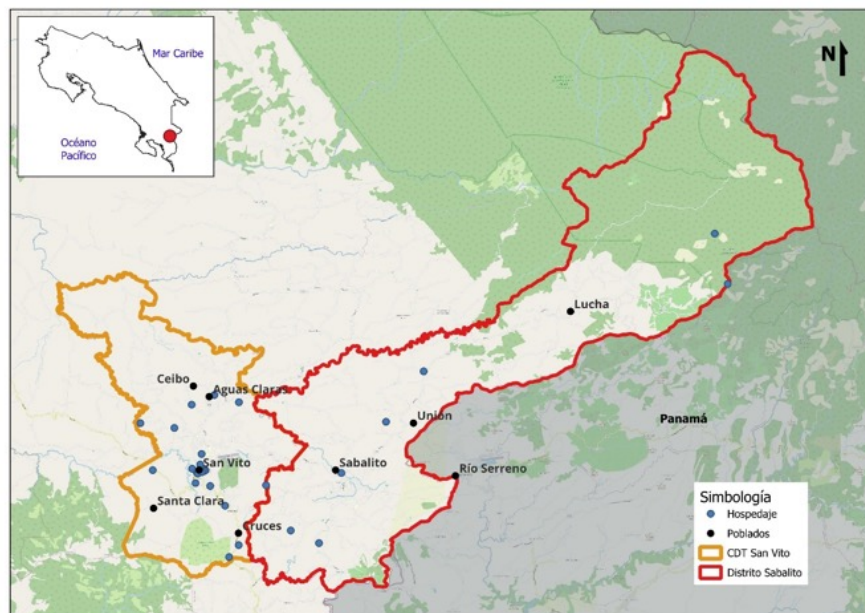 Mar Caribe
Océano
Pacífico
N
Lucha
Ceibo
Aguas Claras
Unión
Panamá
San Vito
Sabalito
Río Serreno
Santa Clara
Cruces
Simbología
Hospedaje
Poblados
CDT San Vito
Distrito Sabalito